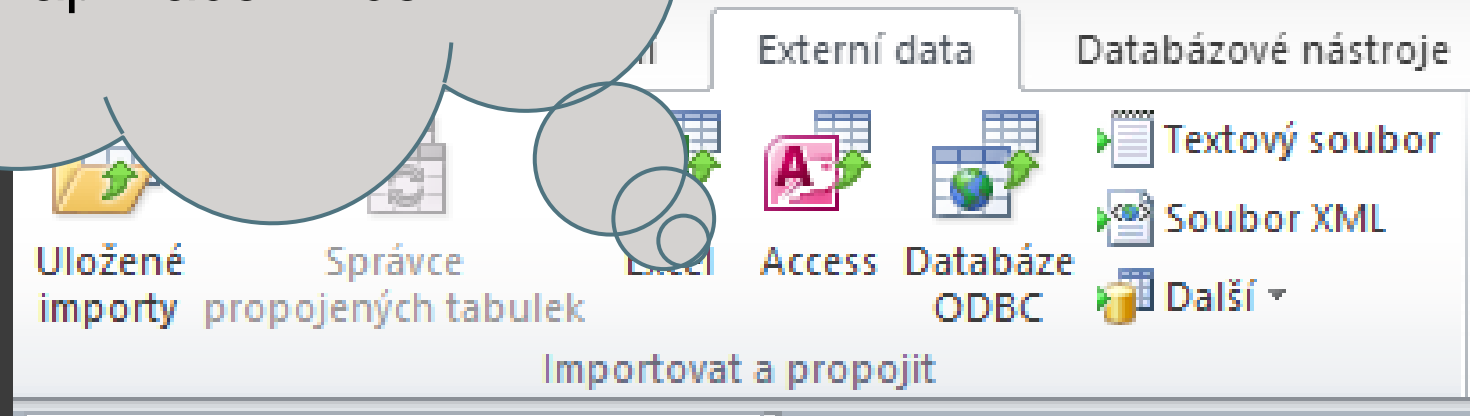 Externí data
Databázové nástroje
Textový soubor
Soubor XML
Další
Uložené
importy
Správce
propojených tabulek
Excel
Access
Databáze
ODBC
Importovat a propojit